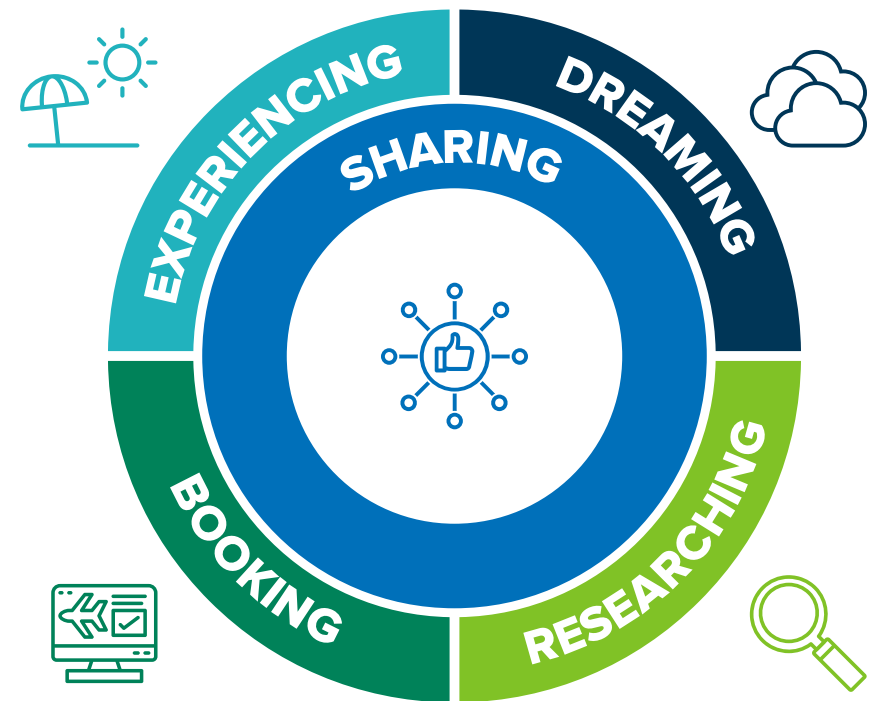 EXPERIENCING
DREAMING
SHARING
BOOKING
RESEARCHING